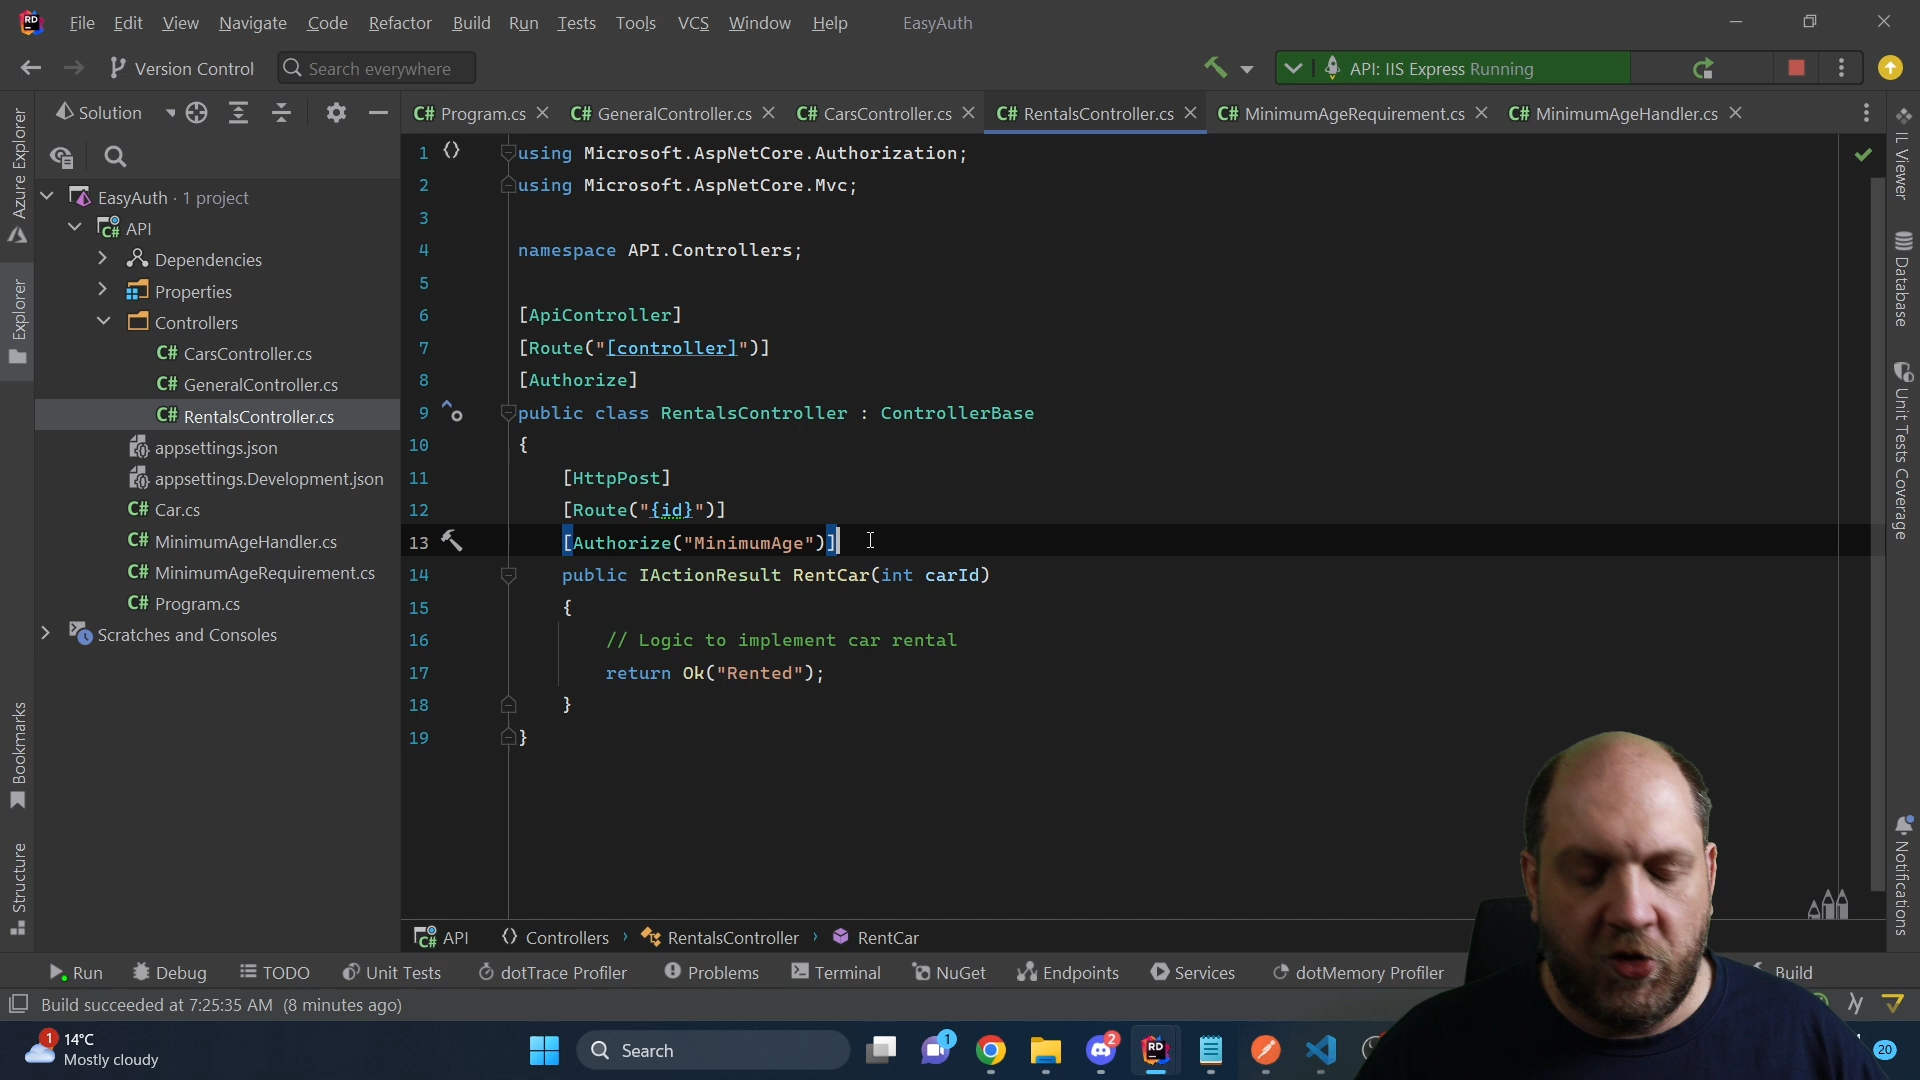 RD File Edit View Navigate Code Refactor Build Run Tests Tools VCS Window Help EasyAuth
Version Control Search everywhere API: IIS Express Running
Solution
C# Program.cs C# GeneralController.cs C# CarsController.cs C# RentalsController.cs C# MinimumAgeRequirement.cs C# MinimumAgeHandler.cs
Azure Explorer
Explorer
Bookmarks
Structure
EasyAuth · 1 project
C# API
Dependencies
Properties
Controllers
C# CarsController.cs
C# GeneralController.cs
C# RentalsController.cs
appsettings.json
appsettings.Development.json
C# Car.cs
C# MinimumAgeHandler.cs
C# MinimumAgeRequirement.cs
C# Program.cs
Scratches and Consoles
1 using Microsoft.AspNetCore.Authorization;
2 using Microsoft.AspNetCore.Mvc;
3
4 namespace API.Controllers;
5
6 [ApiController]
7 [Route("[controller]")]
8 [Authorize]
9 public class RentalsController : ControllerBase
10 {
11 [HttpPost]
12 [Route("{id}")]
13 [Authorize("MinimumAge")]
14 public IActionResult RentCar(int carId)
15 {
16 // Logic to implement car rental
17 return Ok("Rented");
18 }
19 }
IL Viewer
Database
Unit Tests Coverage
Notifications
C# API Controllers › RentalsController › RentCar
Run Debug TODO Unit Tests dotTrace Profiler Problems Terminal NuGet Endpoints Services dotMemory Profiler Build
Build succeeded at 7:25:35 AM (8 minutes ago)
1 14°C
Mostly cloudy
Search 1 2 RD 20